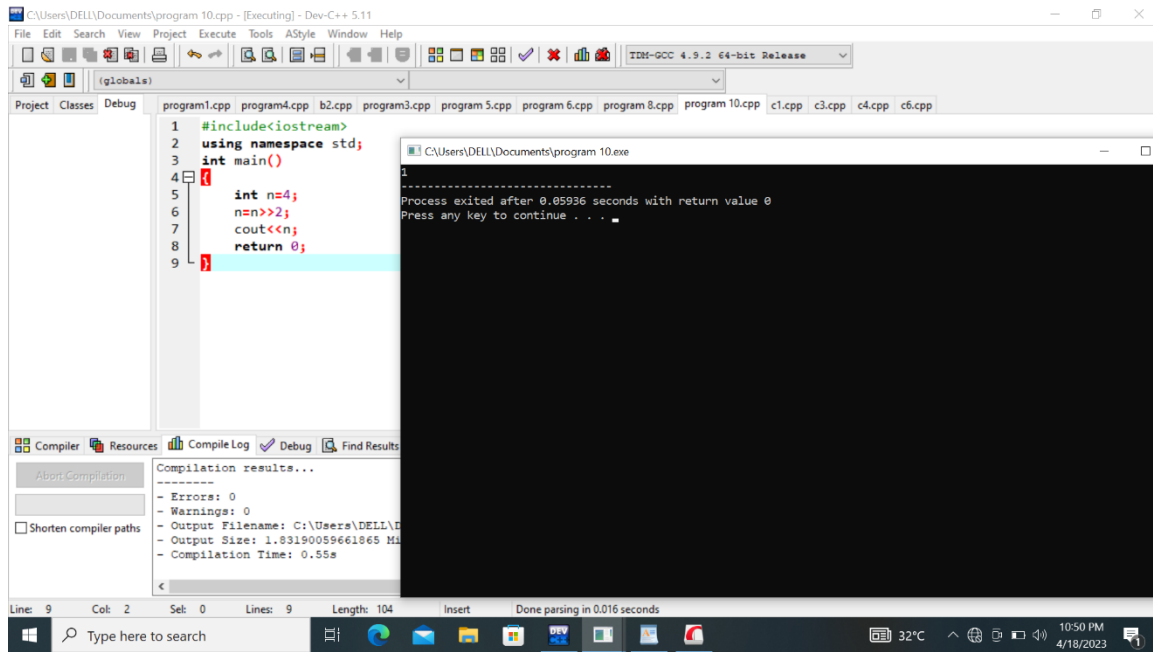 C:\Users\DELL\Documents\program 10.cpp - [Executing] - Dev-C++ 5.11
File Edit Search View Project Execute Tools AStyle Window Help
TDM-GCC 4.9.2 64-bit Release
(globals)
Project Classes Debug
program1.cpp program4.cpp b2.cpp program3.cpp program 5.cpp program 6.cpp program 8.cpp program 10.cpp c1.cpp c3.cpp c4.cpp c6.cpp
1 #include<iostream>
2 using namespace std;
3 int main()
4 {
5 int n=4;
6 n=n>>2;
7 cout<<n;
8 return 0;
9 }
C:\Users\DELL\Documents\program 10.exe
1
--------------------------------
Process exited after 0.05936 seconds with return value 0
Press any key to continue . . .
Compiler Resources Compile Log Debug Find Results
Abort Compilation
Shorten compiler paths
Compilation results...
--------
- Errors: 0
- Warnings: 0
- Output Filename: C:\Users\DELL\D
- Output Size: 1.83190059661865 Mi
- Compilation Time: 0.55s
Line: 9 Col: 2 Sel: 0 Lines: 9 Length: 104 Insert Done parsing in 0.016 seconds
Type here to search
DEV
32°C
10:50 PM
4/18/2023
1